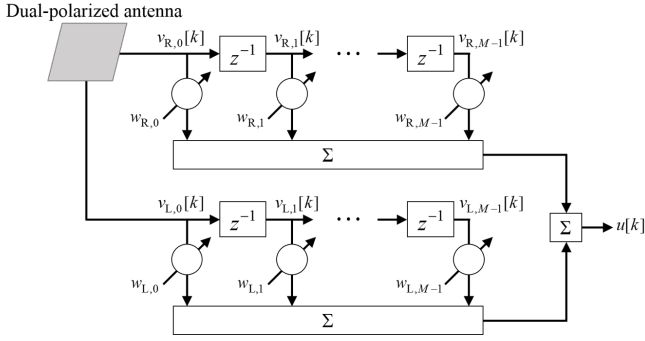 Dual-polarized antenna
v_{R,0}[k] v_{R,1}[k] v_{R,M−1}[k]
z^{−1} ··· z^{−1}
w_{R,0} w_{R,1} w_{R,M−1}
Σ
v_{L,0}[k] v_{L,1}[k] v_{L,M−1}[k]
z^{−1} ··· z^{−1}
Σ u[k]
w_{L,0} w_{L,1} w_{L,M−1}
Σ